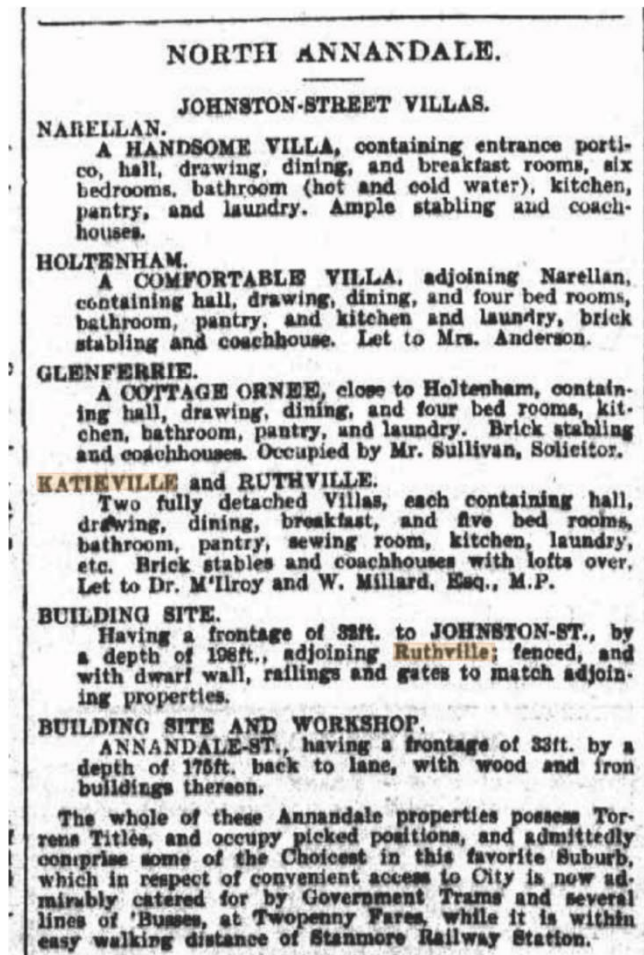 NORTH ANNANDALE.
JOHNSTON-STREET VILLAS.
NARELLAN.
A HANDSOME VILLA, containing entrance porti-
co, hall, drawing, dining, and breakfast rooms, six
bedrooms, bathroom (hot and cold water), kitchen,
pantry, and laundry. Ample stabling and coach-
houses.
HOLTENHAM.
A COMFORTABLE VILLA, adjoining Narellan,
containing hall, drawing, dining, and four bed rooms,
bathroom, pantry, and kitchen and laundry, brick
stabling and coachhouse. Let to Mrs. Anderson.
GLENFERRIE.
A COTTAGE ORNEE, close to Holtenham, contain-
ing hall, drawing, dining, and four bed rooms, kit-
chen, bathroom, pantry, and laundry. Brick stabling
and coachhouses. Occupied by Mr. Sullivan, Solicitor.
KATIEVILLE and RUTHVILLE.
Two fully detached Villas, each containing hall,
drawing, dining, breakfast, and five bed rooms,
bathroom, pantry, sewing room, kitchen, laundry,
etc. Brick stables and coachhouses with lofts over.
Let to Dr. M'Ilroy and W. Millard, Esq., M.P.
BUILDING SITE.
Having a frontage of 32ft. to JOHNSTON-ST., by
a depth of 198ft., adjoining Ruthville; fenced, and
with dwarf wall, railings and gates to match adjoin-
ing properties.
BUILDING SITE AND WORKSHOP.
ANNANDALE-ST., having a frontage of 33ft. by a
depth of 175ft. back to lane, with wood and iron
buildings thereon.
The whole of these Annandale properties possess Tor-
rens Titles, and occupy picked positions, and admittedly
comprise some of the Choicest in this favorite Suburb,
which in respect of convenient access to City is now ad-
mirably catered for by Government Trams and several
lines of 'Busses, at Twopenny Fares, while it is within
easy walking distance of Stanmore Railway Station.